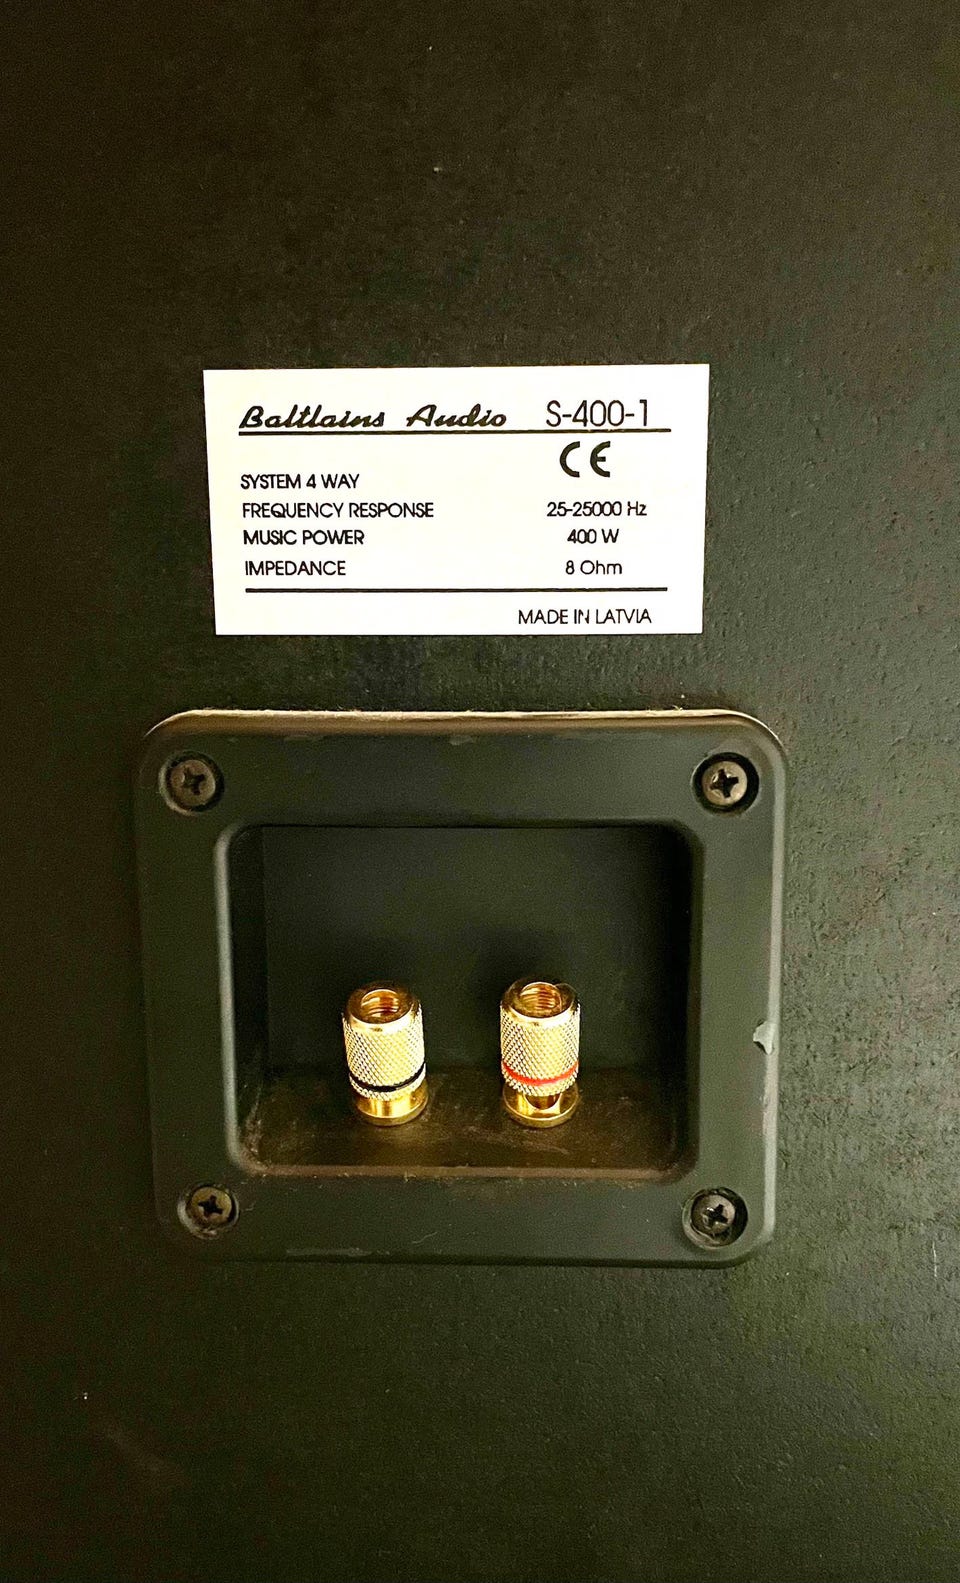 Baltlains Audio S-400-1
CE
SYSTEM 4 WAY
FREQUENCY RESPONSE 25-25000 Hz
MUSIC POWER 400 W
IMPEDANCE 8 Ohm
MADE IN LATVIA